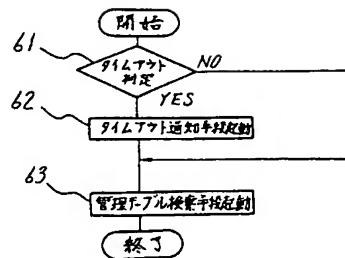 開始
61
タイムアウト
判定
NO
YES
62
タイムアウト通知手段起動
63
管理テーブル検索手段起動
終了